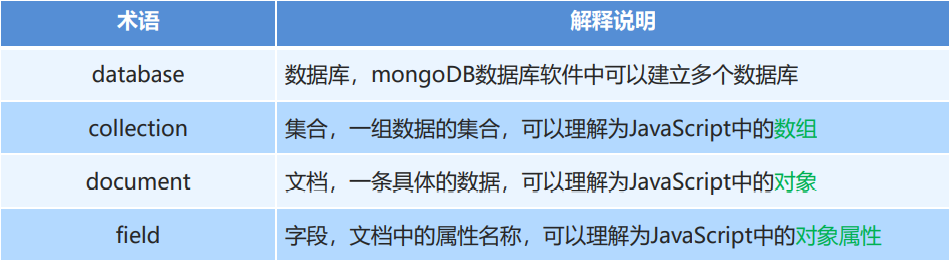 术语 解释说明
database 数据库，mongoDB数据库软件中可以建立多个数据库
collection 集合，一组数据的集合，可以理解为JavaScript中的数组
document 文档，一条具体的数据，可以理解为JavaScript中的对象
field 字段，文档中的属性名称，可以理解为JavaScript中的对象属性